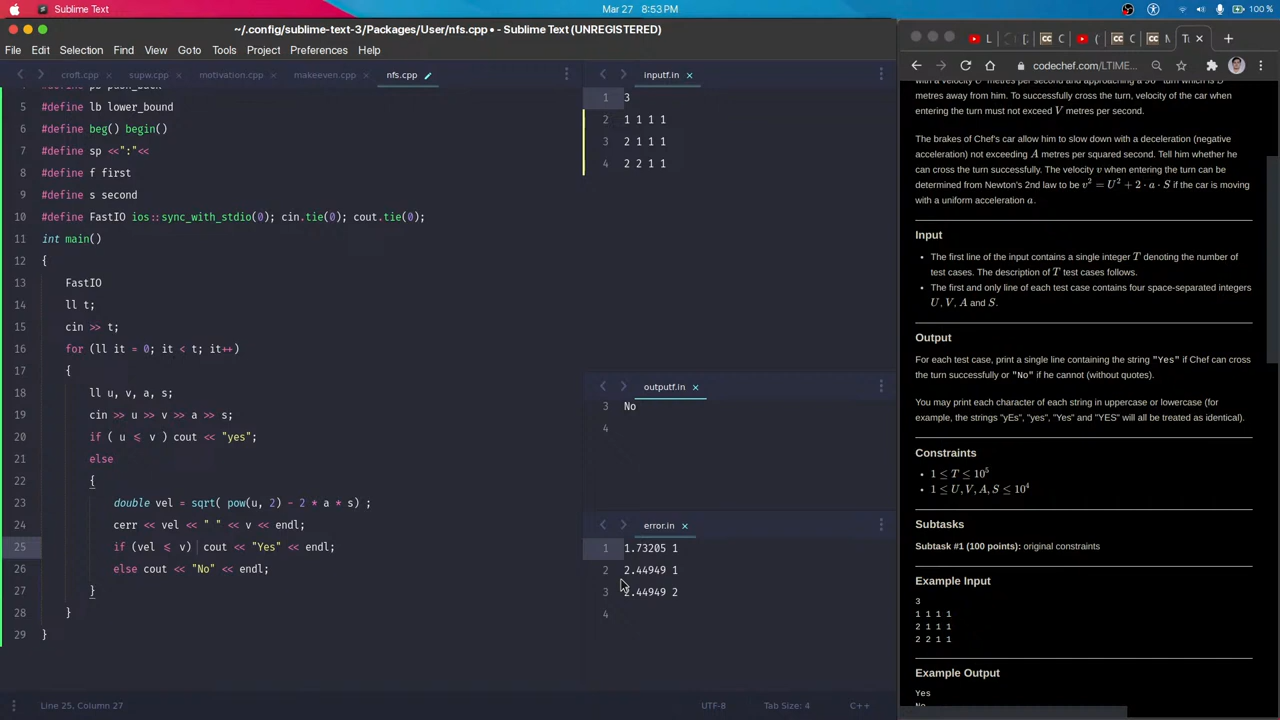 Sublime Text
Mar 27 8:53 PM
100 %
~/.config/sublime-text-3/Packages/User/nfs.cpp • - Sublime Text (UNREGISTERED)
File Edit Selection Find View Goto Tools Project Preferences Help
croft.cpp supw.cpp motivation.cpp makeeven.cpp nfs.cpp
5 #define lb lower_bound
6 #define beg() begin()
7 #define sp <<":"<<
8 #define f first
9 #define s second
10 #define FastIO ios::sync_with_stdio(0); cin.tie(0); cout.tie(0);
11 int main()
12 {
13 FastIO
14 ll t;
15 cin >> t;
16 for (ll it = 0; it < t; it++)
17 {
18 ll u, v, a, s;
19 cin >> u >> v >> a >> s;
20 if ( u ⩽ v ) cout << "yes";
21 else
22 {
23 double vel = sqrt( pow(u, 2) - 2 * a * s) ;
24 cerr << vel << " " << v << endl;
25 if (vel ⩽ v) cout << "Yes" << endl;
26 else cout << "No" << endl;
27 }
28 }
29 }
Line 25, Column 27
UTF-8
Tab Size: 4
C++
inputf.in
1 3
2 1 1 1 1
3 2 1 1 1
4 2 2 1 1
outputf.in
3 No
4
error.in
1 1.73205 1
2 2.44949 1
3 2.44949 2
4
codechef.com/LTIME...
metres away from him. To successfully cross the turn, velocity of the car when
entering the turn must not exceed V metres per second.
The brakes of Chef's car allow him to slow down with a deceleration (negative
acceleration) not exceeding A metres per squared second. Tell him whether he
can cross the turn successfully. The velocity v when entering the turn can be
determined from Newton's 2nd law to be v² = U² + 2 · a · S if the car is moving
with a uniform acceleration a.
Input
• The first line of the input contains a single integer T denoting the number of
test cases. The description of T test cases follows.
• The first and only line of each test case contains four space-separated integers
U, V, A and S.
Output
For each test case, print a single line containing the string "Yes" if Chef can cross
the turn successfully or "No" if he cannot (without quotes).
You may print each character of each string in uppercase or lowercase (for
example, the strings "yEs", "yes", "Yes" and "YES" will all be treated as identical).
Constraints
• 1 ≤ T ≤ 10⁵
• 1 ≤ U, V, A, S ≤ 10⁴
Subtasks
Subtask #1 (100 points): original constraints
Example Input
3
1 1 1 1
2 1 1 1
2 2 1 1
Example Output
Yes